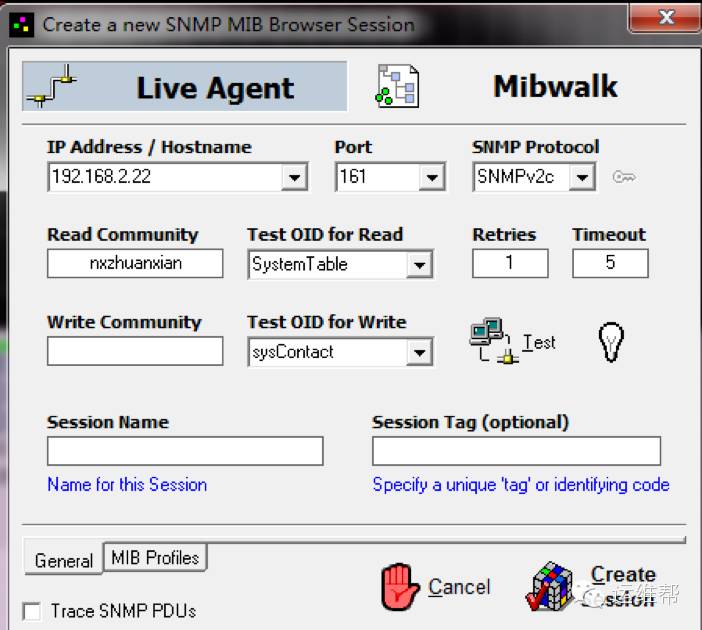 Create a new SNMP MIB Browser Session
Live Agent
Mibwalk
IP Address / Hostname
Port
SNMP Protocol
192.168.2.22
161
SNMPv2c
Read Community
Test OID for Read
Retries
Timeout
nxzhuanxian
SystemTable
1
5
Write Community
Test OID for Write
sysContact
Test
Session Name
Session Tag (optional)
Name for this Session
Specify a unique 'tag' or identifying code
General
MIB Profiles
Cancel
Create
Session
运维帮
Trace SNMP PDUs